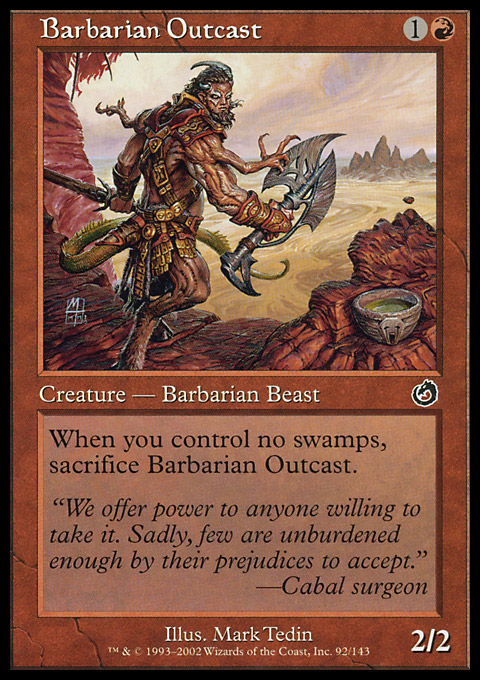 Barbarian Outcast 1
Creature — Barbarian Beast
When you control no swamps,
sacrifice Barbarian Outcast.
“We offer power to anyone willing to
take it. Sadly, few are unburdened
enough by their prejudices to accept.”
—Cabal surgeon
Illus. Mark Tedin
™ & © 1993–2002 Wizards of the Coast, Inc. 92/143
2/2